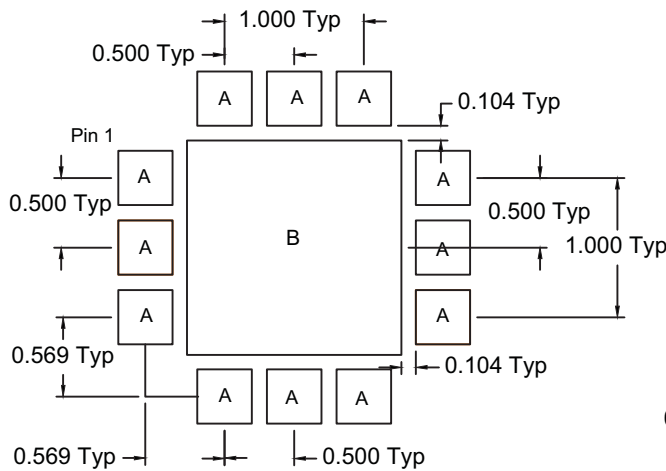 1.000 Typ
0.500 Typ
A A A
0.104 Typ
Pin 1
A A
0.500 Typ 0.500 Typ
B
A A
1.000 Typ
A A
0.569 Typ
0.104 Typ
A A A
0.569 Typ 0.500 Typ